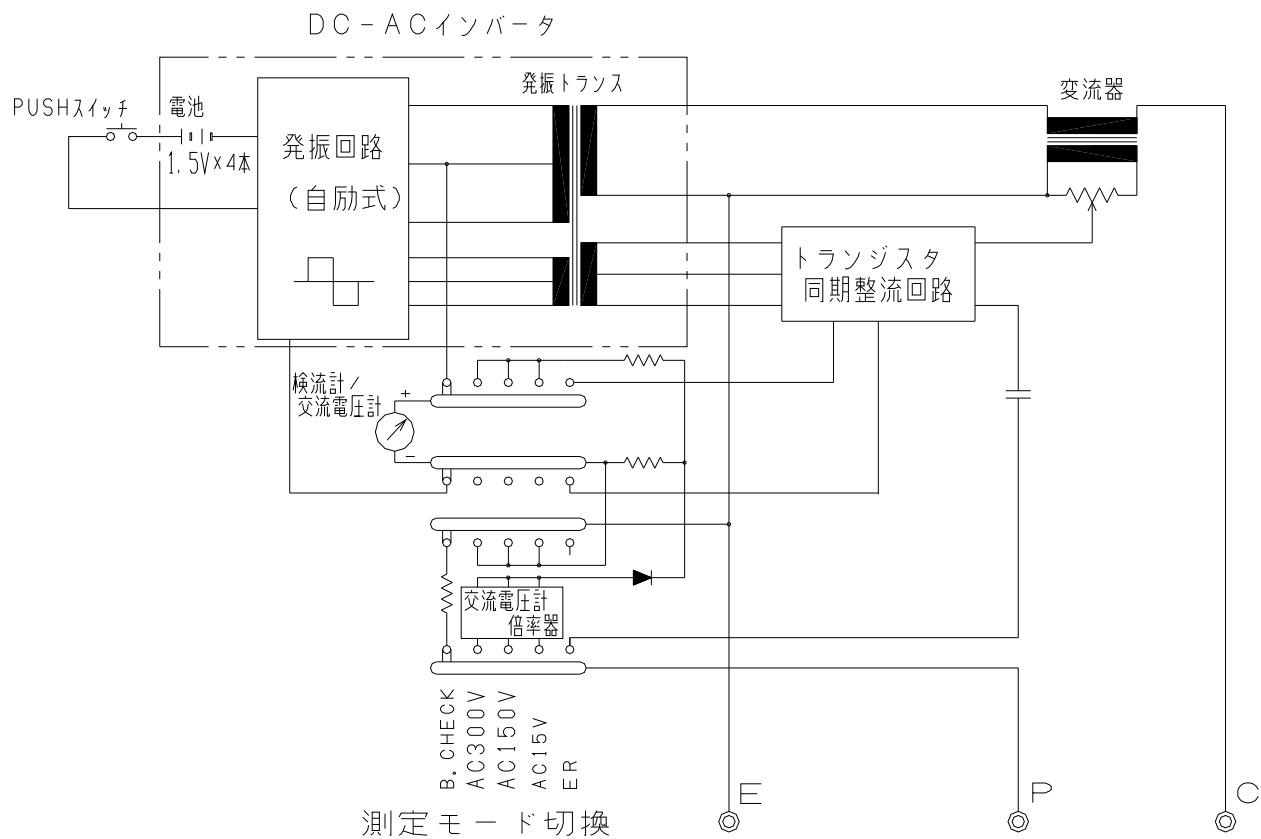 DC-ACインバータ
PUSHスイッチ
電池
1.5V×4本
発振回路
(自励式)
発振トランス
変流器
トランジスタ
同期整流回路
検流計/
交流電圧計
+
-
交流電圧計
倍率器
B.CHECK
AC300V
AC150V
AC15V
ER
測定モード切換
E
P
C